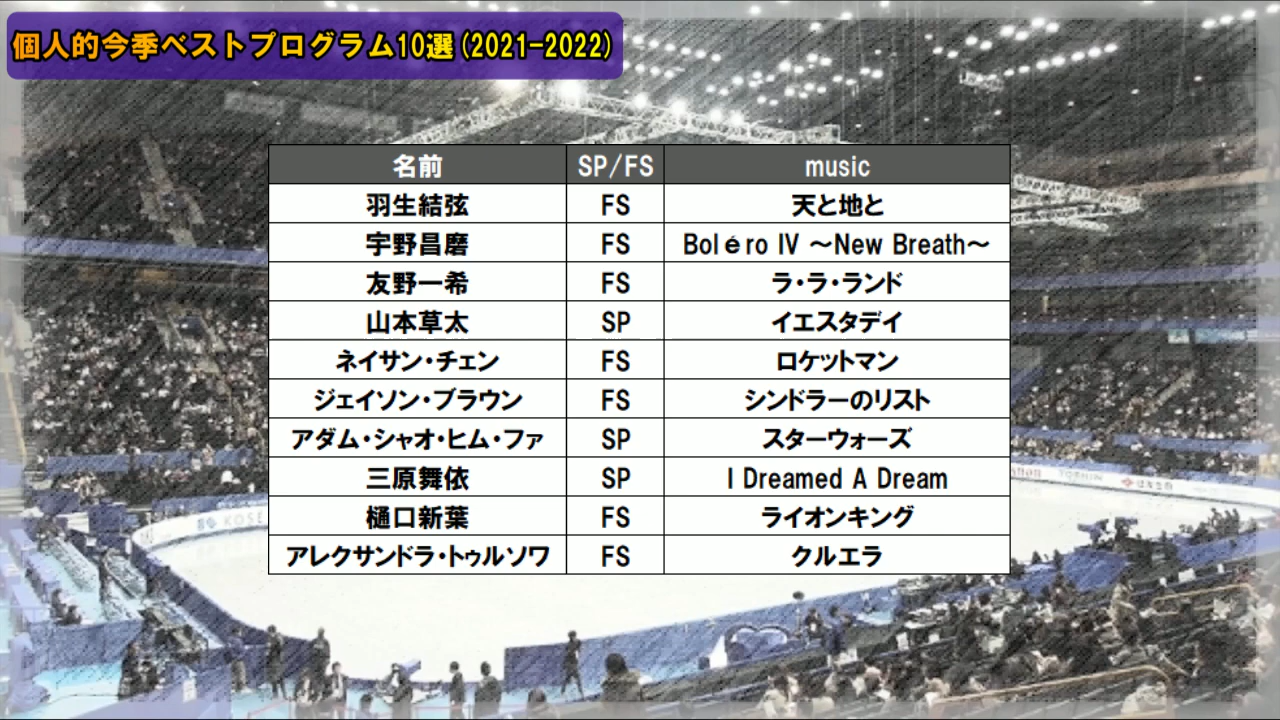 個人的今季ベストプログラム10選(2021-2022)
名前 SP/FS music
羽生結弦 FS 天と地と
宇野昌磨 FS Boléro IV ～New Breath～
友野一希 FS ラ・ラ・ランド
山本草太 SP イエスタデイ
ネイサン・チェン FS ロケットマン
ジェイソン・ブラウン FS シンドラーのリスト
アダム・シャオ・ヒム・ファ SP スターウォーズ
三原舞依 SP I Dreamed A Dream
樋口新葉 FS ライオンキング
アレクサンドラ・トゥルソワ FS クルエラ
KOSÉ